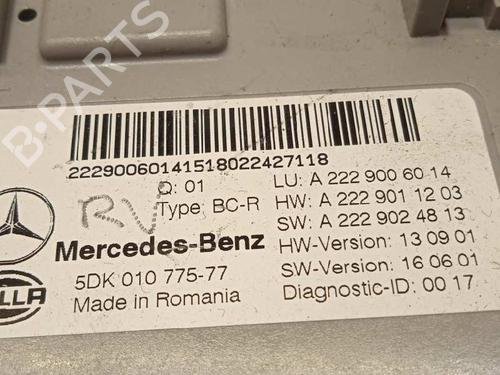 B-PARTS
22290060141518022427118
Q: 01
RV
Type: BC-R
LU: A 222 900 60 14
HW: A 222 901 12 03
SW: A 222 902 48 13
Mercedes-Benz
HW-Version: 13 09 01
5DK 010 775-77
SW-Version: 16 06 01
Made in Romania
Diagnostic-ID: 00 17